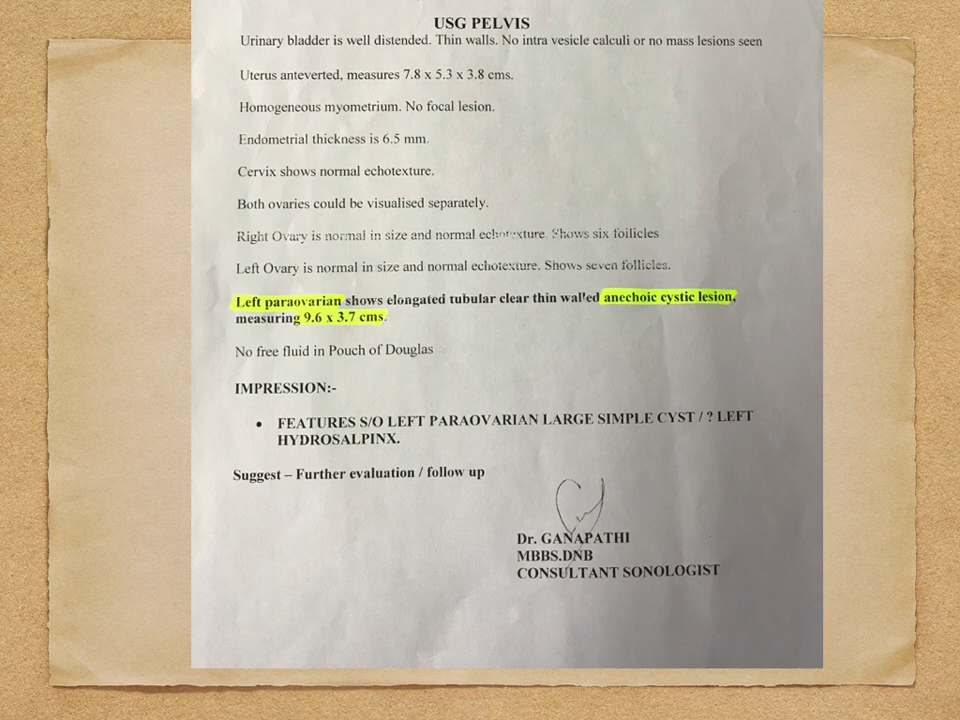 USG PELVIS
Urinary bladder is well distended. Thin walls. No intra vesicle calculi or no mass lesions seen
Uterus anteverted, measures 7.8 x 5.3 x 3.8 cms.
Homogeneous myometrium. No focal lesion.
Endometrial thickness is 6.5 mm.
Cervix shows normal echotexture.
Both ovaries could be visualised separately.
Right Ovary is normal in size and normal echotexture. Shows six foilicles
Left Ovary is normal in size and normal echotexture. Shows seven follicles.
Left paraovarian shows elongated tubular clear thin walled anechoic cystic lesion,
measuring 9.6 x 3.7 cms.
No free fluid in Pouch of Douglas
IMPRESSION:-
• FEATURES S/O LEFT PARAOVARIAN LARGE SIMPLE CYST / ? LEFT
HYDROSALPINX.
Suggest – Further evaluation / follow up
Dr. GANAPATHI
MBBS.DNB
CONSULTANT SONOLOGIST